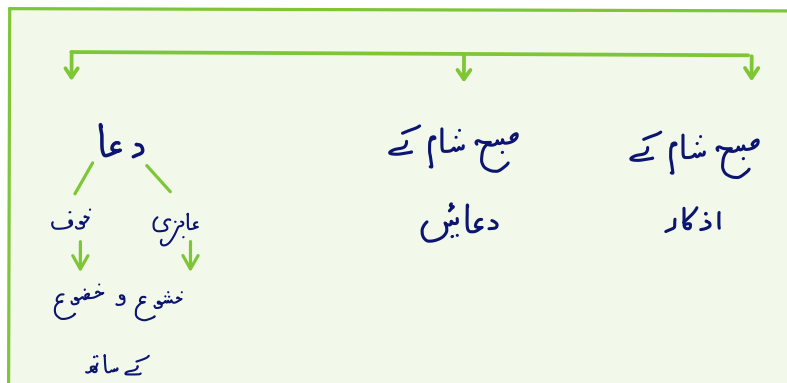 صبح شام کے
اذکار
صبح شام کے
دعائیں
دعا
عاجزی
خوف
خشوع و خضوع
کے ساتھ